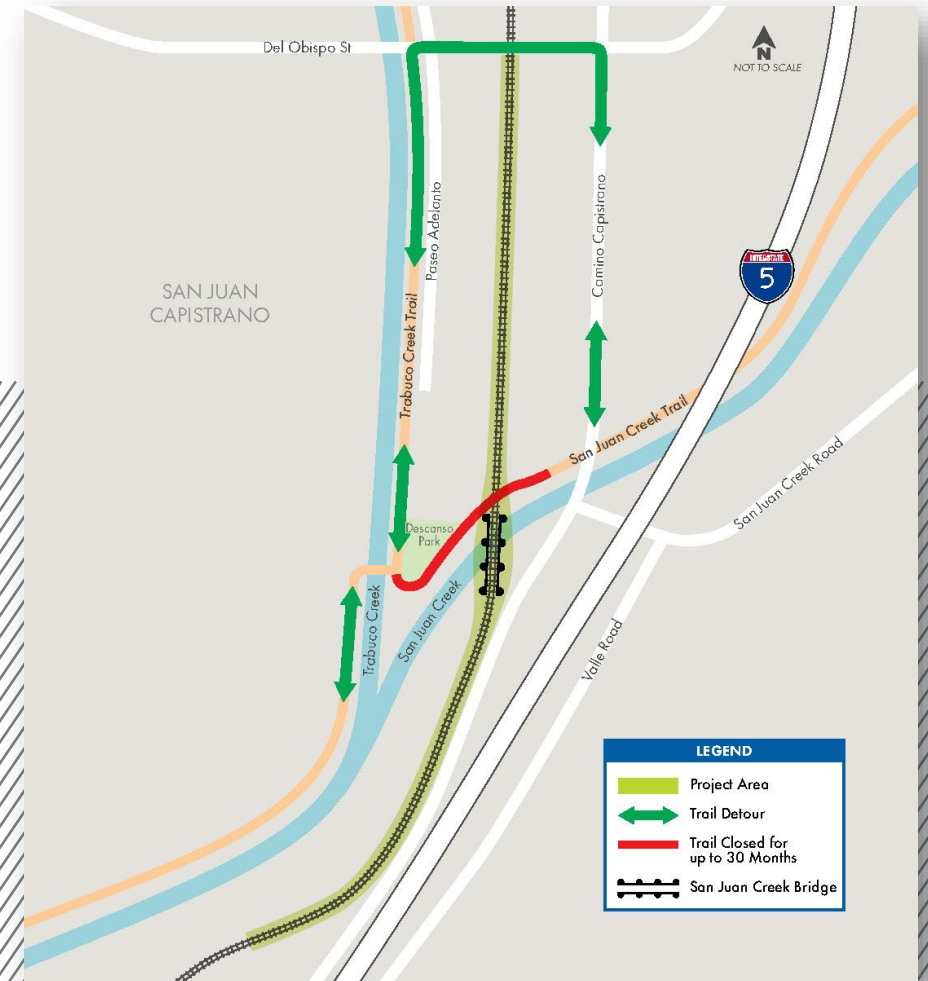 Del Obispo St
N
NOT TO SCALE
Paseo Adelanto
Camino Capistrano
INTERSTATE
5
SAN JUAN
CAPISTRANO
Trabuco Creek Trail
San Juan Creek Trail
San Juan Creek Road
Descanso
Park
Trabuco Creek
San Juan Creek
Valle Road
LEGEND
Project Area
Trail Detour
Trail Closed for
up to 30 Months
San Juan Creek Bridge